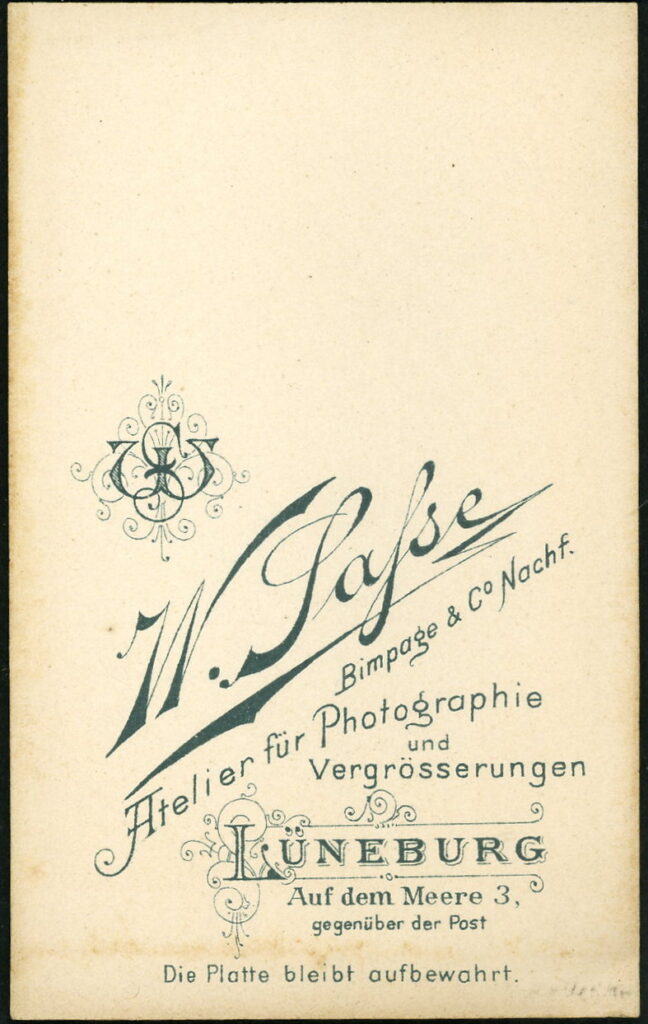 WS
W. Sasse
Bimpage & Co Nachf.
Atelier für Photographie
und
Vergrösserungen
LÜNEBURG
Auf dem Meere 3,
gegenüber der Post
Die Platte bleibt aufbewahrt.